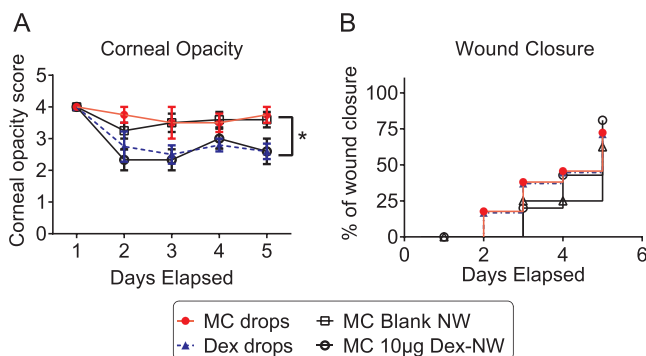 A
Corneal Opacity
Corneal opacity score
5
4
3
2
1
0
1 2 3 4 5
Days Elapsed
*
B
Wound Closure
% of wound closure
100
75
50
25
0
0 2 4 6
Days Elapsed
MC drops
MC Blank NW
Dex drops
MC 10µg Dex-NW